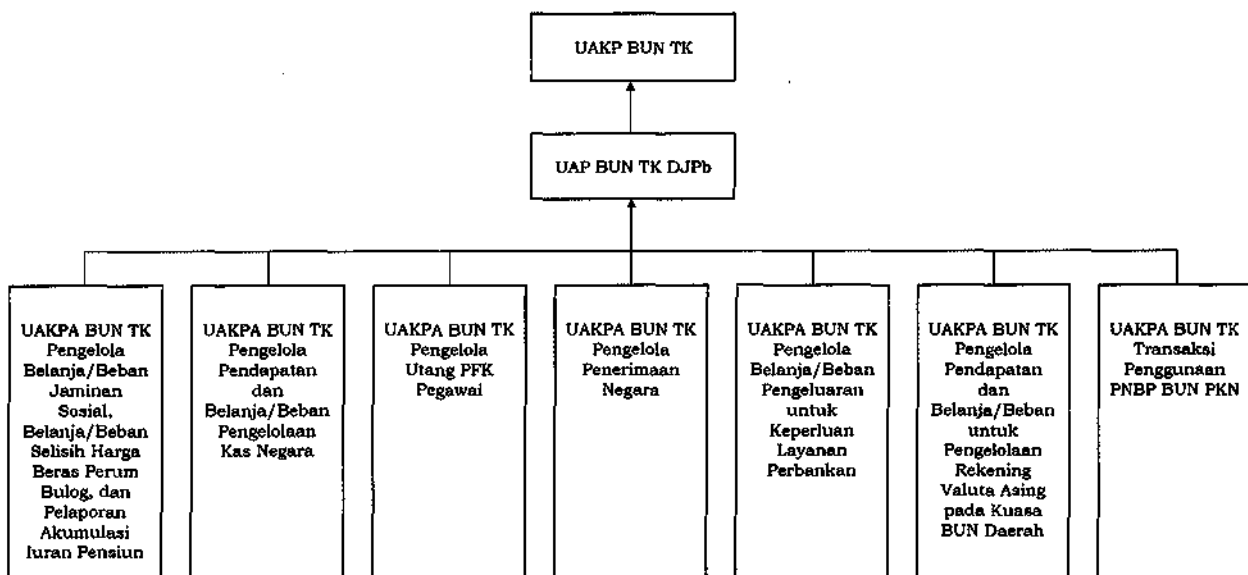 UAKP BUN TK
UAP BUN TK DJPb
UAKPA BUN TK
Pengelola
Belanja/Beban
Jaminan
Sosial,
Belanja/Beban
Selisih Harga
Beras Perum
Bulog, dan
Pelaporan
Akumulasi
Iuran Pensiun
UAKPA BUN TK
Pengelola
Pendapatan
dan
Belanja/Beban
Pengelolaan
Kas Negara
UAKPA BUN TK
Pengelola
Utang PFK
Pegawai
UAKPA BUN TK
Pengelola
Penerimaan
Negara
UAKPA BUN TK
Pengelola
Belanja/Beban
Pengeluaran
untuk
Keperluan
Layanan
Perbankan
UAKPA BUN TK
Pengelola
Pendapatan
dan
Belanja/Beban
untuk
Pengelolaan
Rekening
Valuta Asing
pada Kuasa
BUN Daerah
UAKPA BUN TK
Transaksi
Penggunaan
PNBP BUN PKN